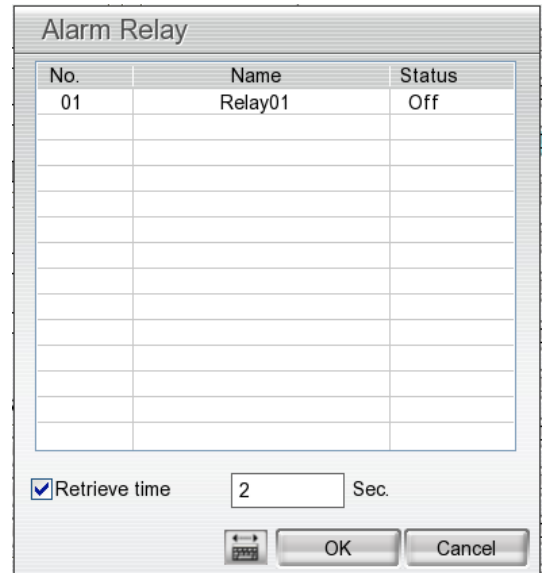 Alarm Relay
No. Name Status
01 Relay01 Off
Retrieve time 2 Sec.
OK Cancel